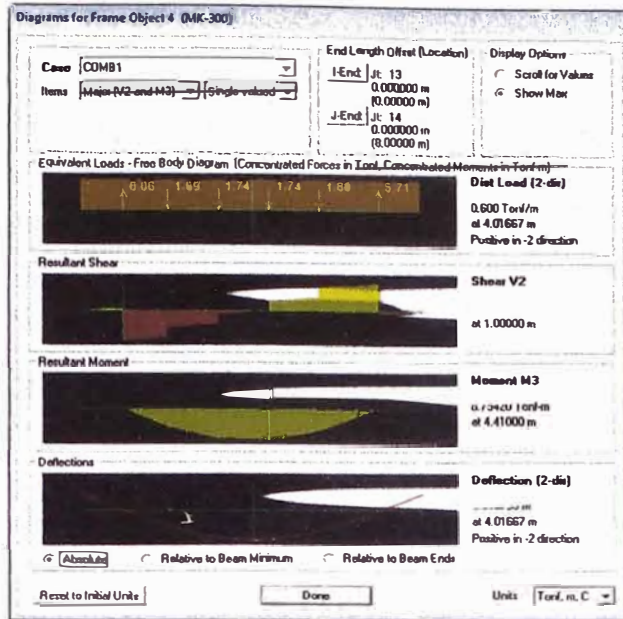 Diagrams for Frame Object 4 (MK-300)
Case COMB1
Items Major (V2 and M3) Single valued
End Length Offset (Location)
I-End: Jt: 13
0.000000 m
(0.00000 m)
J-End: Jt: 14
0.000000 m
(8.00000 m)
Display Options
Scroll for Values
Show Max
Equivalent Loads - Free Body Diagram (Concentrated Forces in Tonf, Concentrated Moments in Tonf-m)
6.06 1.69 1.74 1.74 1.68 5.71
Dist Load (2-dir)
0.600 Tonf/m
at 4.01667 m
Positive in -2 direction
Resultant Shear
Shear V2
at 1.00000 m
Resultant Moment
Moment M3
Tonf-m
at 4.41000 m
Deflections
Deflection (2-dir)
at 4.01667 m
Positive in -2 direction
Absolute Relative to Beam Minimum Relative to Beam Ends
Reset to Initial Units Done Units Tonf, m, C